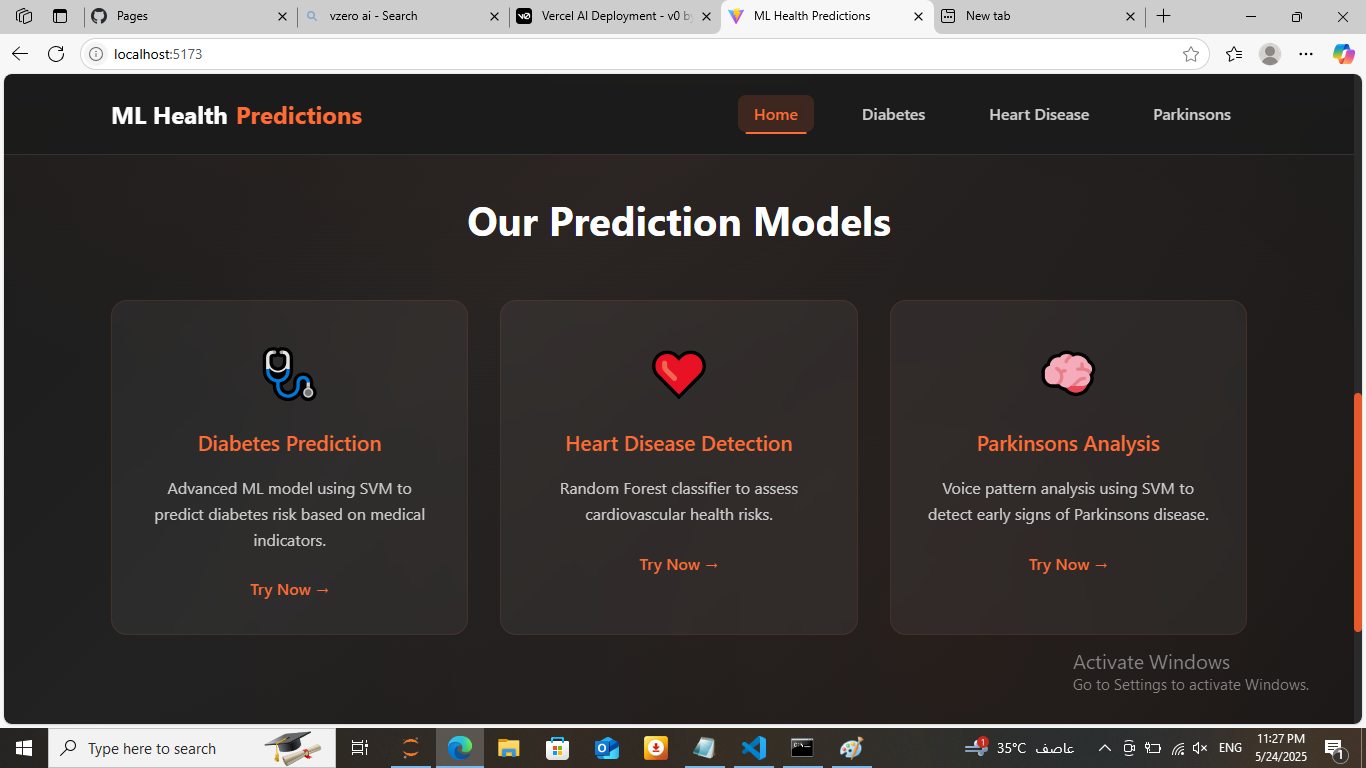 Pages
vzero ai - Search
Vercel AI Deployment - v0 by
ML Health Predictions
New tab
localhost:5173
ML Health Predictions
Home
Diabetes
Heart Disease
Parkinsons
Our Prediction Models
Diabetes Prediction
Advanced ML model using SVM to
predict diabetes risk based on medical
indicators.
Try Now →
Heart Disease Detection
Random Forest classifier to assess
cardiovascular health risks.
Try Now →
Parkinsons Analysis
Voice pattern analysis using SVM to
detect early signs of Parkinsons disease.
Try Now →
Activate Windows
Go to Settings to activate Windows.
Type here to search
1
35°C عاصف
ENG
11:27 PM
5/24/2025
1